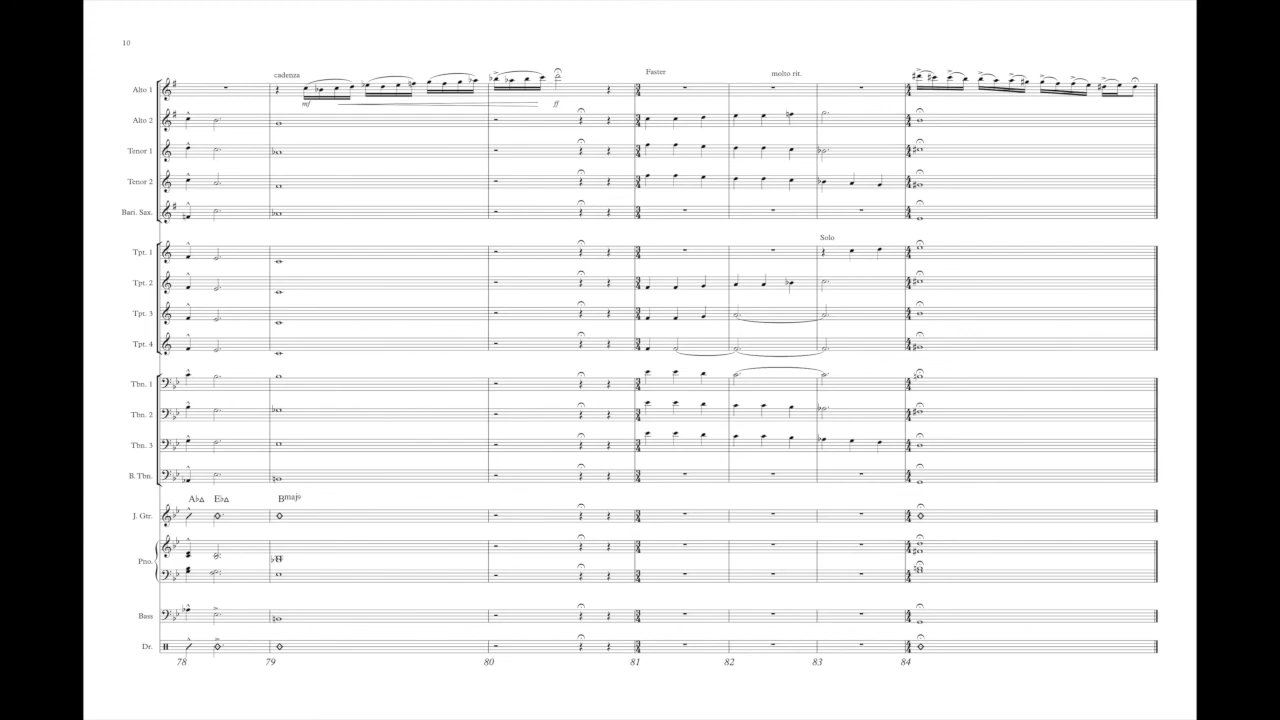 10
cadenza
Faster
molto rit.
Alto 1
mf
ff
Alto 2
Tenor 1
Tenor 2
Bari. Sax.
Solo
Tpt. 1
Tpt. 2
Tpt. 3
Tpt. 4
Tbn. 1
Tbn. 2
Tbn. 3
B. Tbn.
A♭△ E♭△ Bmaj9
J. Gtr.
Pno.
Bass
Dr.
78 79 80 81 82 83 84